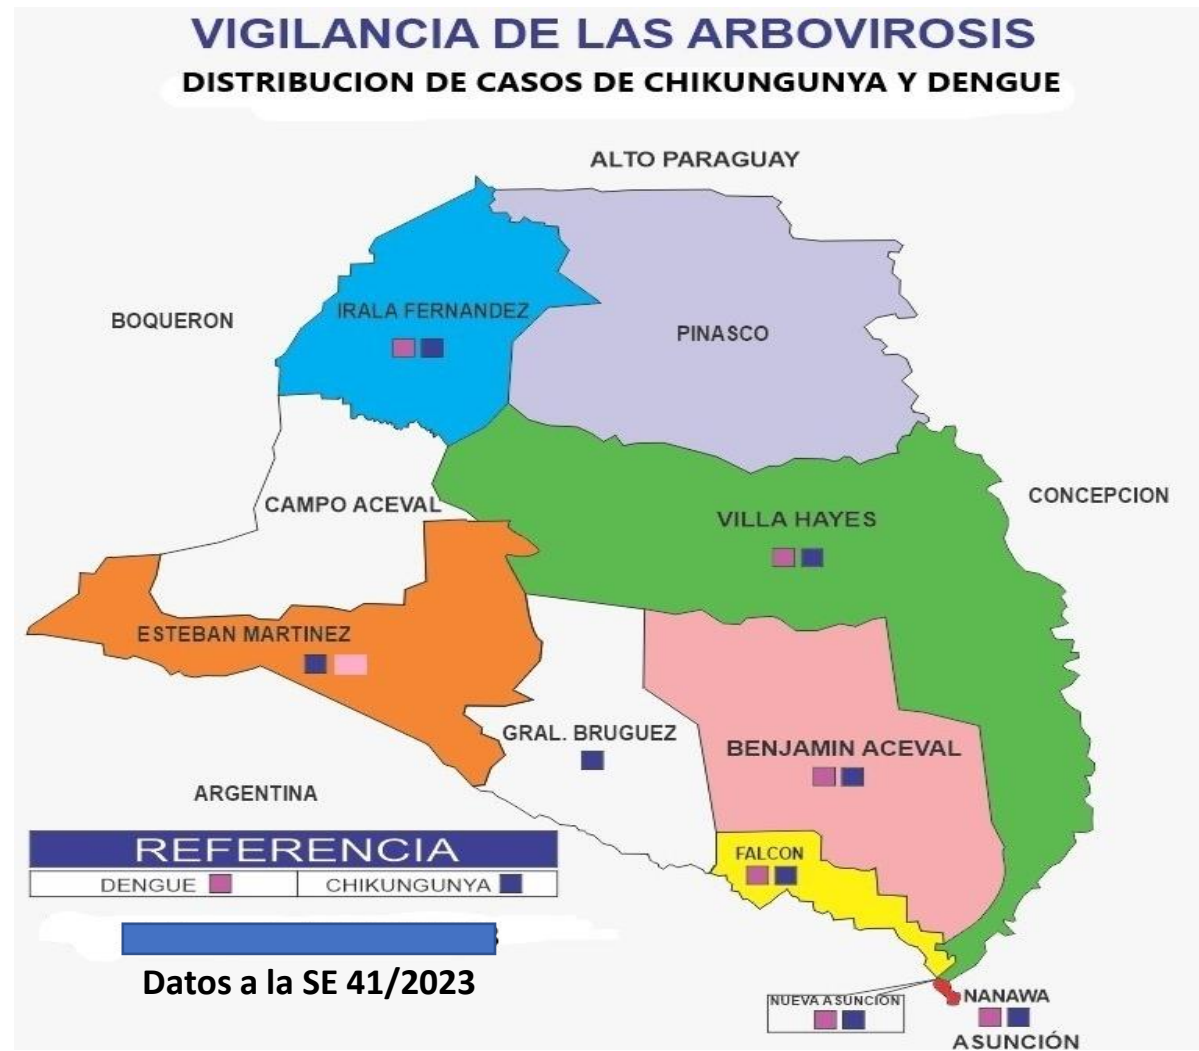 VIGILANCIA DE LAS ARBOVIROSIS
DISTRIBUCION DE CASOS DE CHIKUNGUNYA Y DENGUE
ALTO PARAGUAY
BOQUERON
IRALA FERNANDEZ
PINASCO
CAMPO ACEVAL
CONCEPCION
VILLA HAYES
ESTEBAN MARTINEZ
GRAL. BRUGUEZ
BENJAMIN ACEVAL
ARGENTINA
REFERENCIA
DENGUE
CHIKUNGUNYA
FALCON
Datos a la SE 41/2023
NUEVA ASUNCIÓN
NANAWA
ASUNCIÓN